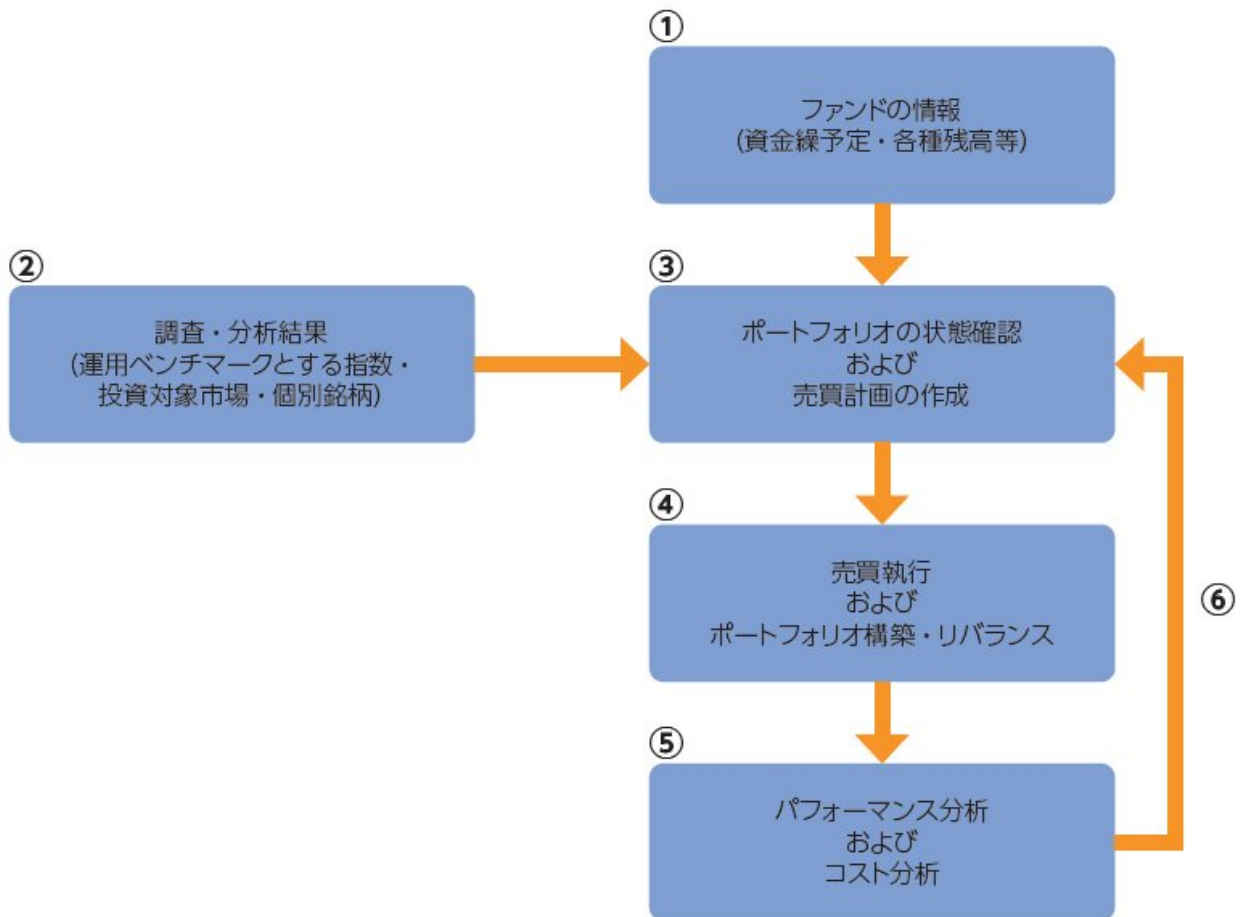 ①
ファンドの情報
(資金繰予定・各種残高等)
②
調査・分析結果
(運用ベンチマークとする指数・
投資対象市場・個別銘柄)
③
ポートフォリオの状態確認
および
売買計画の作成
④
売買執行
および
ポートフォリオ構築・リバランス
⑤
パフォーマンス分析
および
コスト分析
⑥